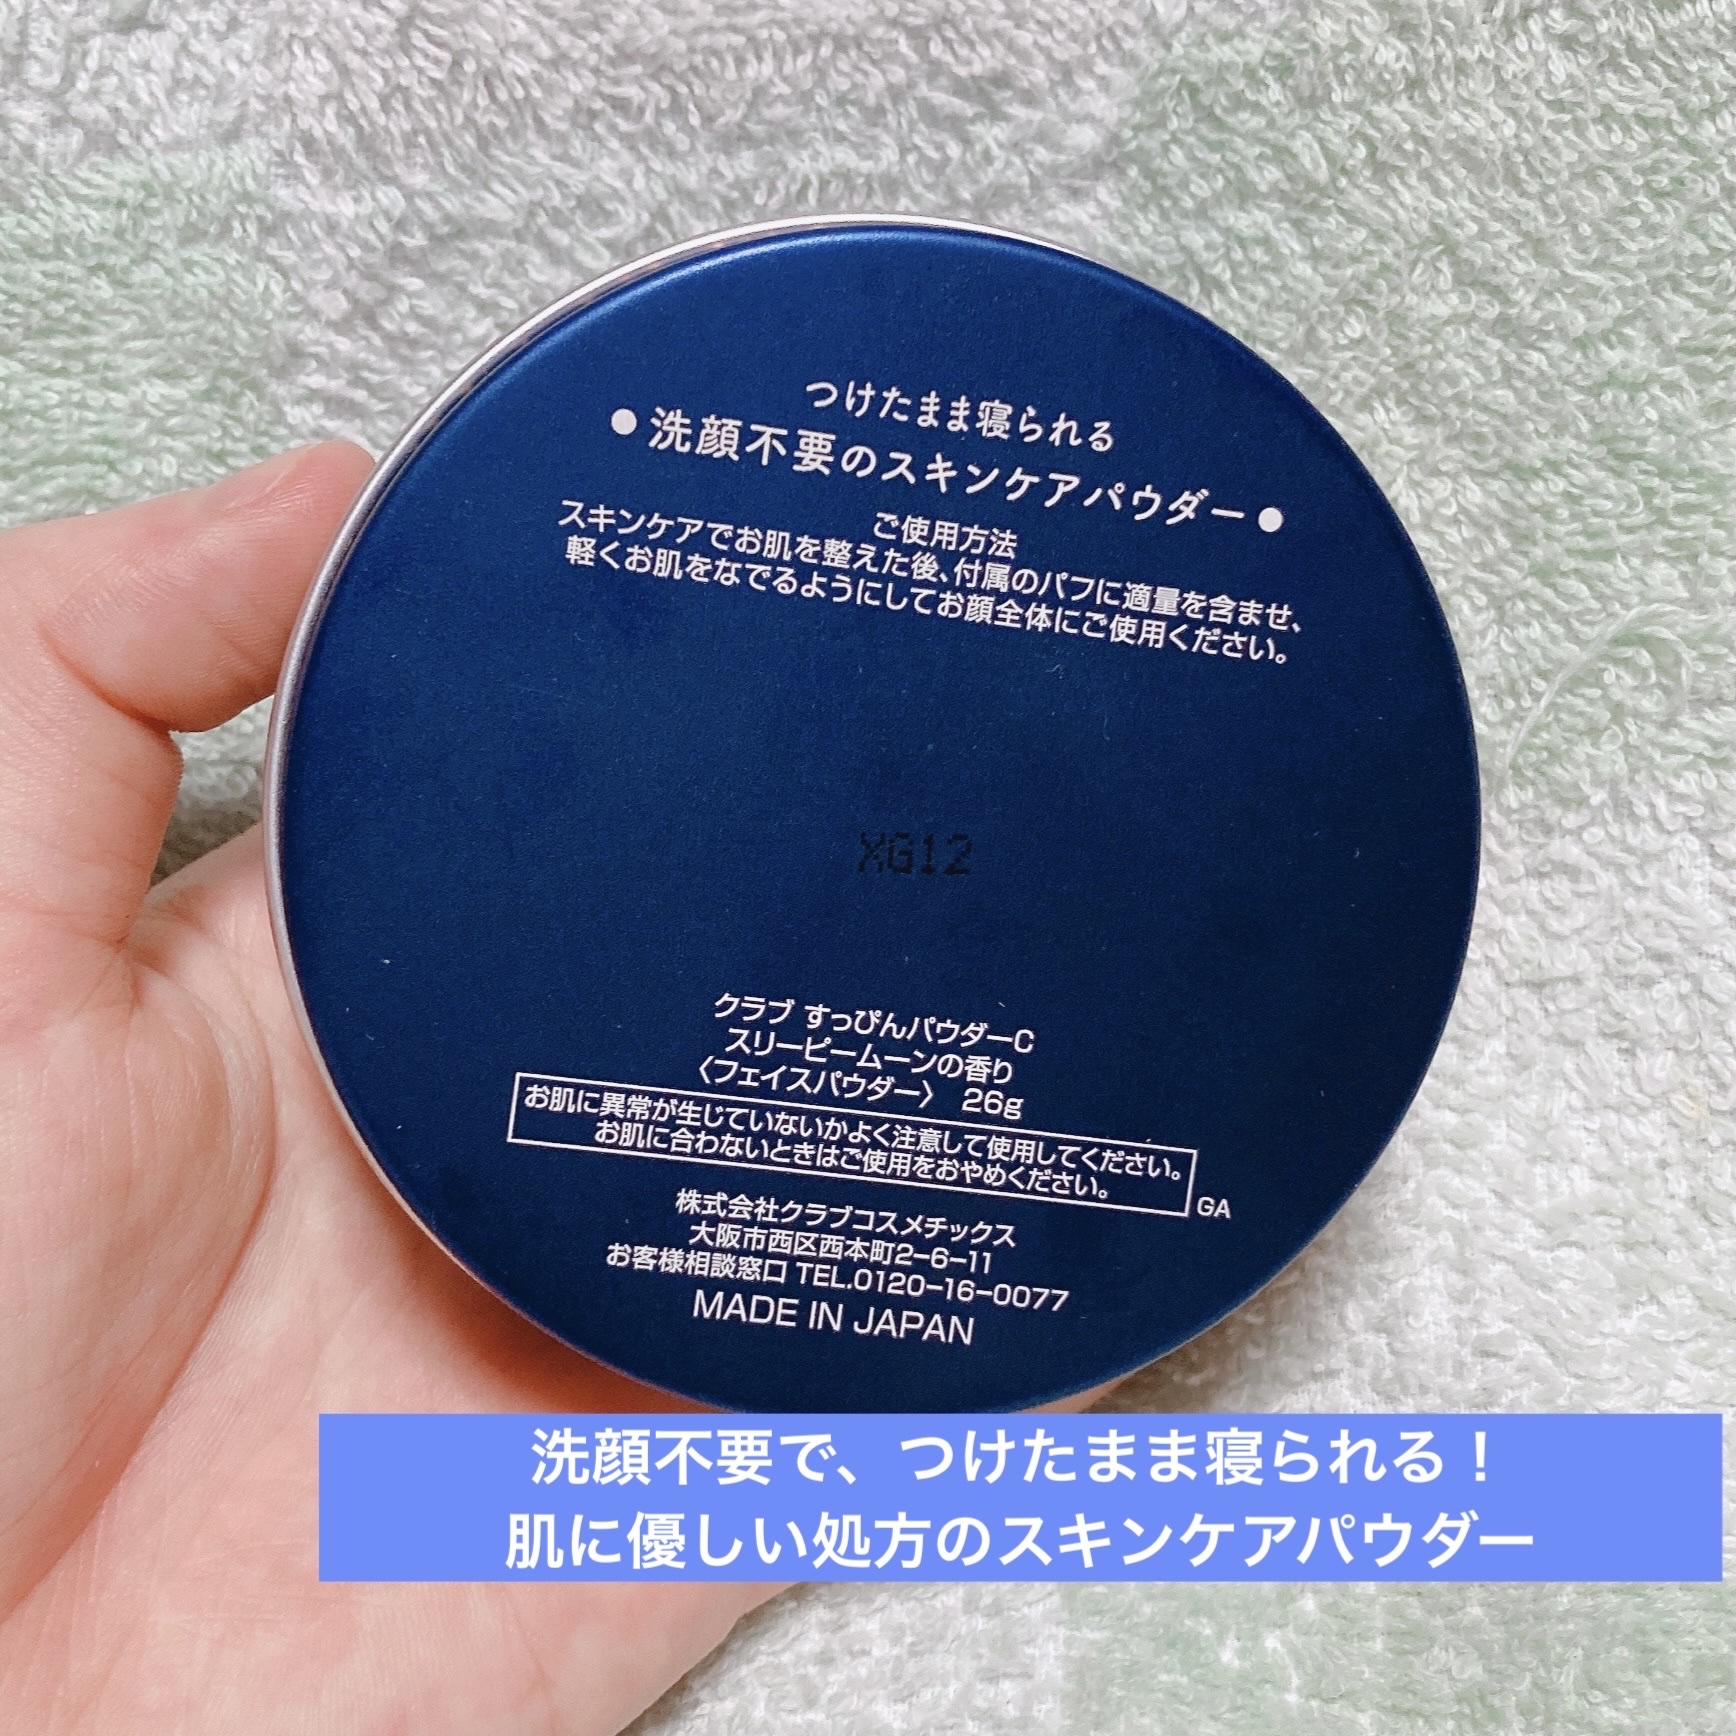 つけたまま寝られる
●洗顔不要のスキンケアパウダー●
ご使用方法
スキンケアでお肌を整えた後、付属のパフに適量を含ませ、
軽くお肌をなでるようにしてお顔全体にご使用ください。
XG12
クラブ すっぴんパウダーC
スリーピームーンの香り
〈フェイスパウダー〉 26g
お肌に異常が生じていないかよく注意して使用してください。
お肌に合わないときはご使用をおやめください。
GA
株式会社クラブコスメチックス
大阪市西区西本町2-6-11
お客様相談窓口 TEL.0120-16-0077
MADE IN JAPAN
洗顔不要で、つけたまま寝られる！
肌に優しい処方のスキンケアパウダー